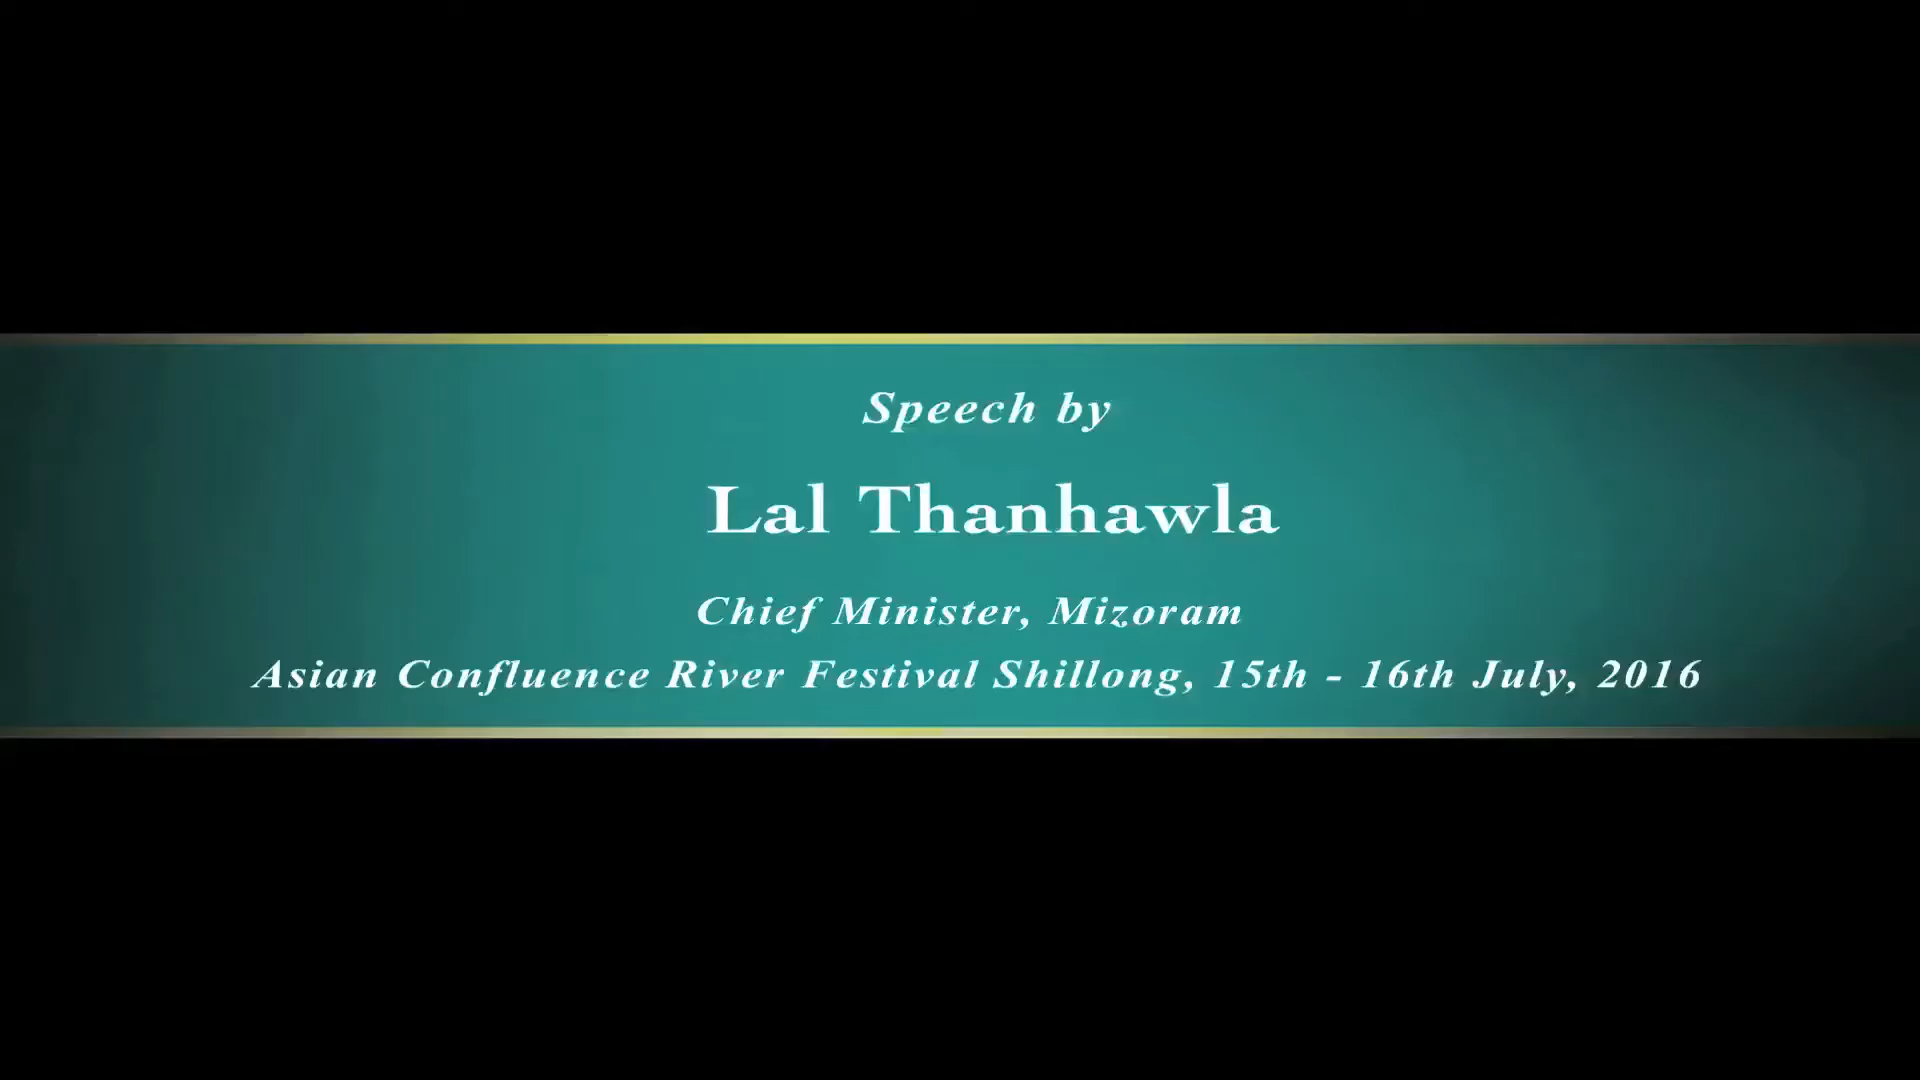 Speech by
Lal Thanhawla
Chief Minister, Mizoram
Asian Confluence River Festival Shillong, 15th - 16th July, 2016